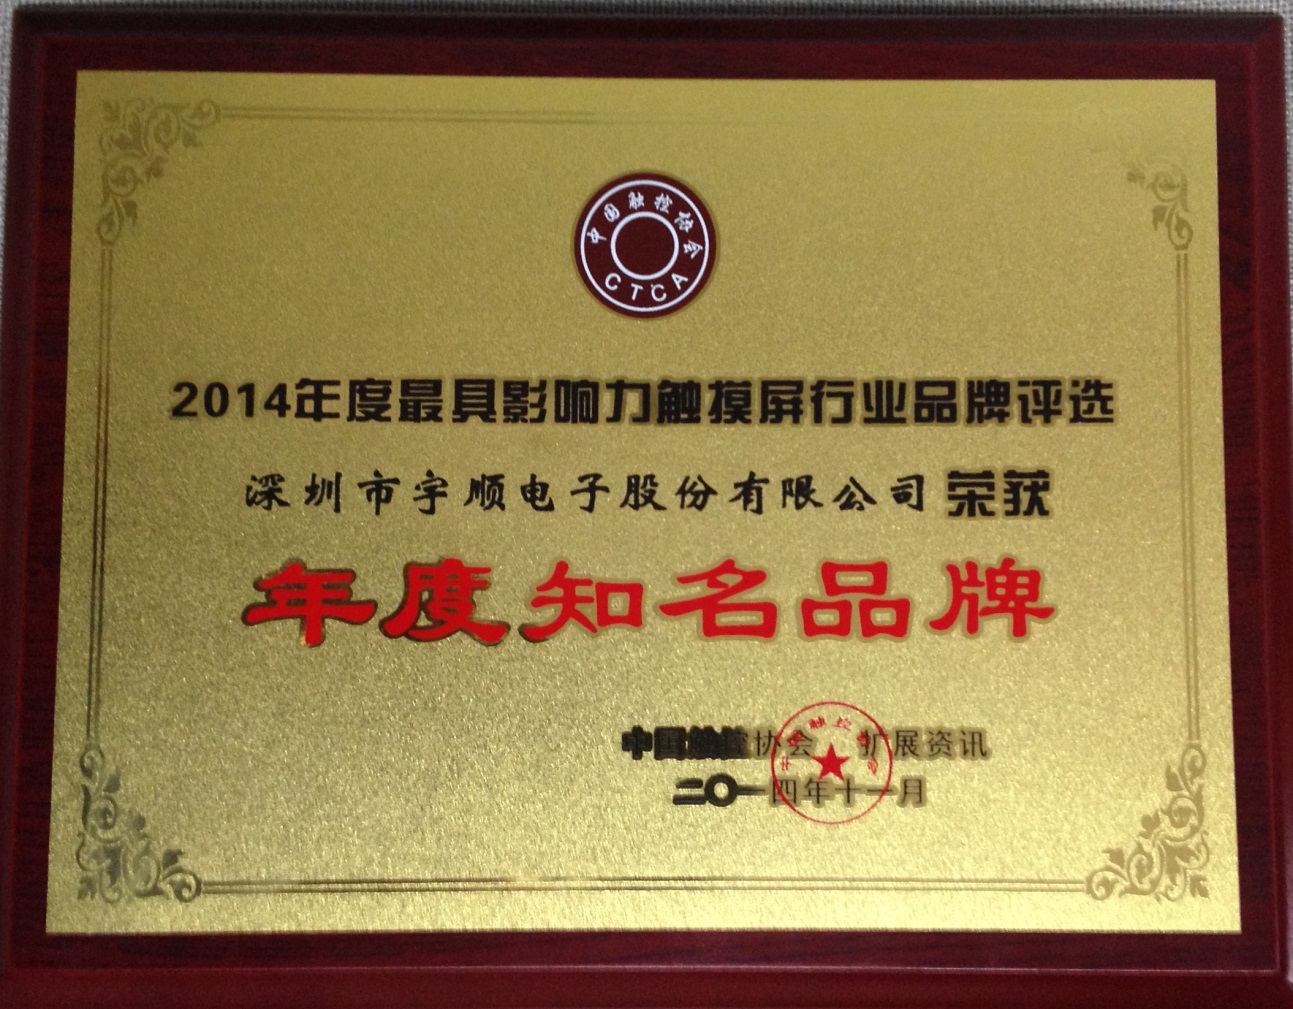 中国触控协会
CTCA
2014年度最具影响力触摸屏行业品牌评选
深圳市宇顺电子股份有限公司 荣获
年度知名品牌
中国触控协会 扩展资讯
二〇一四年十一月